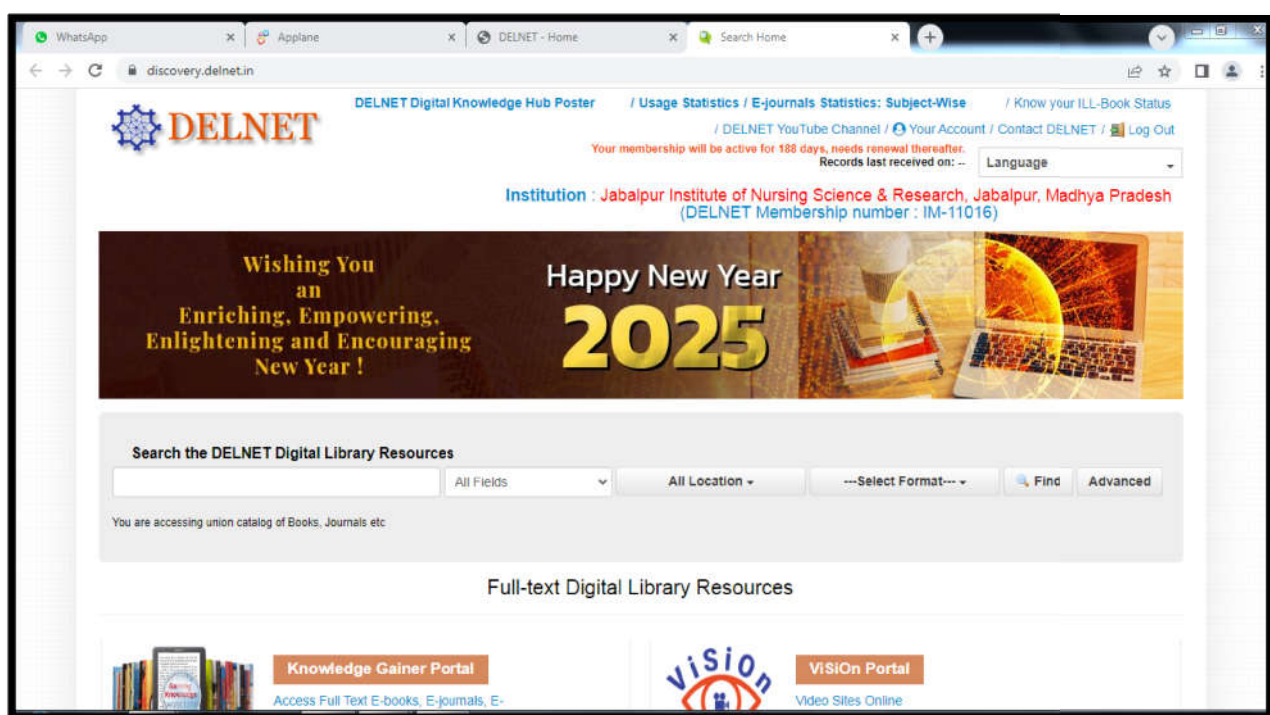 WhatsApp
Applane
DELNET - Home
Search Home
discovery.delnet.in
DELNET
DELNET Digital Knowledge Hub Poster / Usage Statistics / E-journals Statistics: Subject-Wise / Know your ILL-Book Status
/ DELNET YouTube Channel / Your Account / Contact DELNET / Log Out
Your membership will be active for 188 days, needs renewal thereafter.
Records last received on: --
Language
Institution : Jabalpur Institute of Nursing Science & Research, Jabalpur, Madhya Pradesh
(DELNET Membership number : IM-11016)
Wishing You
an
Enriching, Empowering,
Enlightening and Encouraging
New Year !
Happy New Year
2025
Search the DELNET Digital Library Resources
All Fields
All Location
---Select Format---
Find
Advanced
You are accessing union catalog of Books, Journals etc
Full-text Digital Library Resources
Knowledge Gainer Portal
Access Full Text E-books, E-journals, E-
ViSiOn
ViSiOn Portal
Video Sites Online